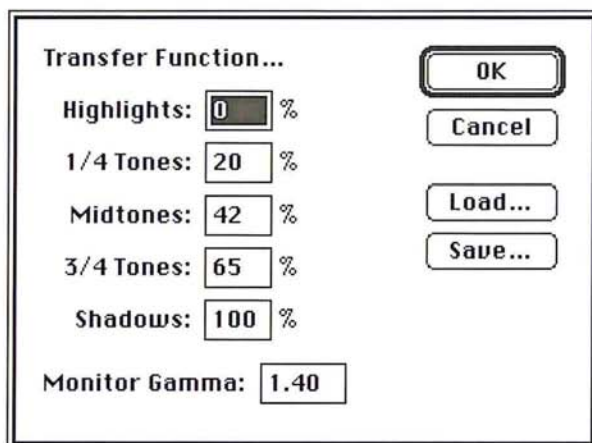 Transfer Function...
Highlights: 0 %
1/4 Tones: 20 %
Midtones: 42 %
3/4 Tones: 65 %
Shadows: 100 %
Monitor Gamma: 1.40
OK
Cancel
Load...
Save...